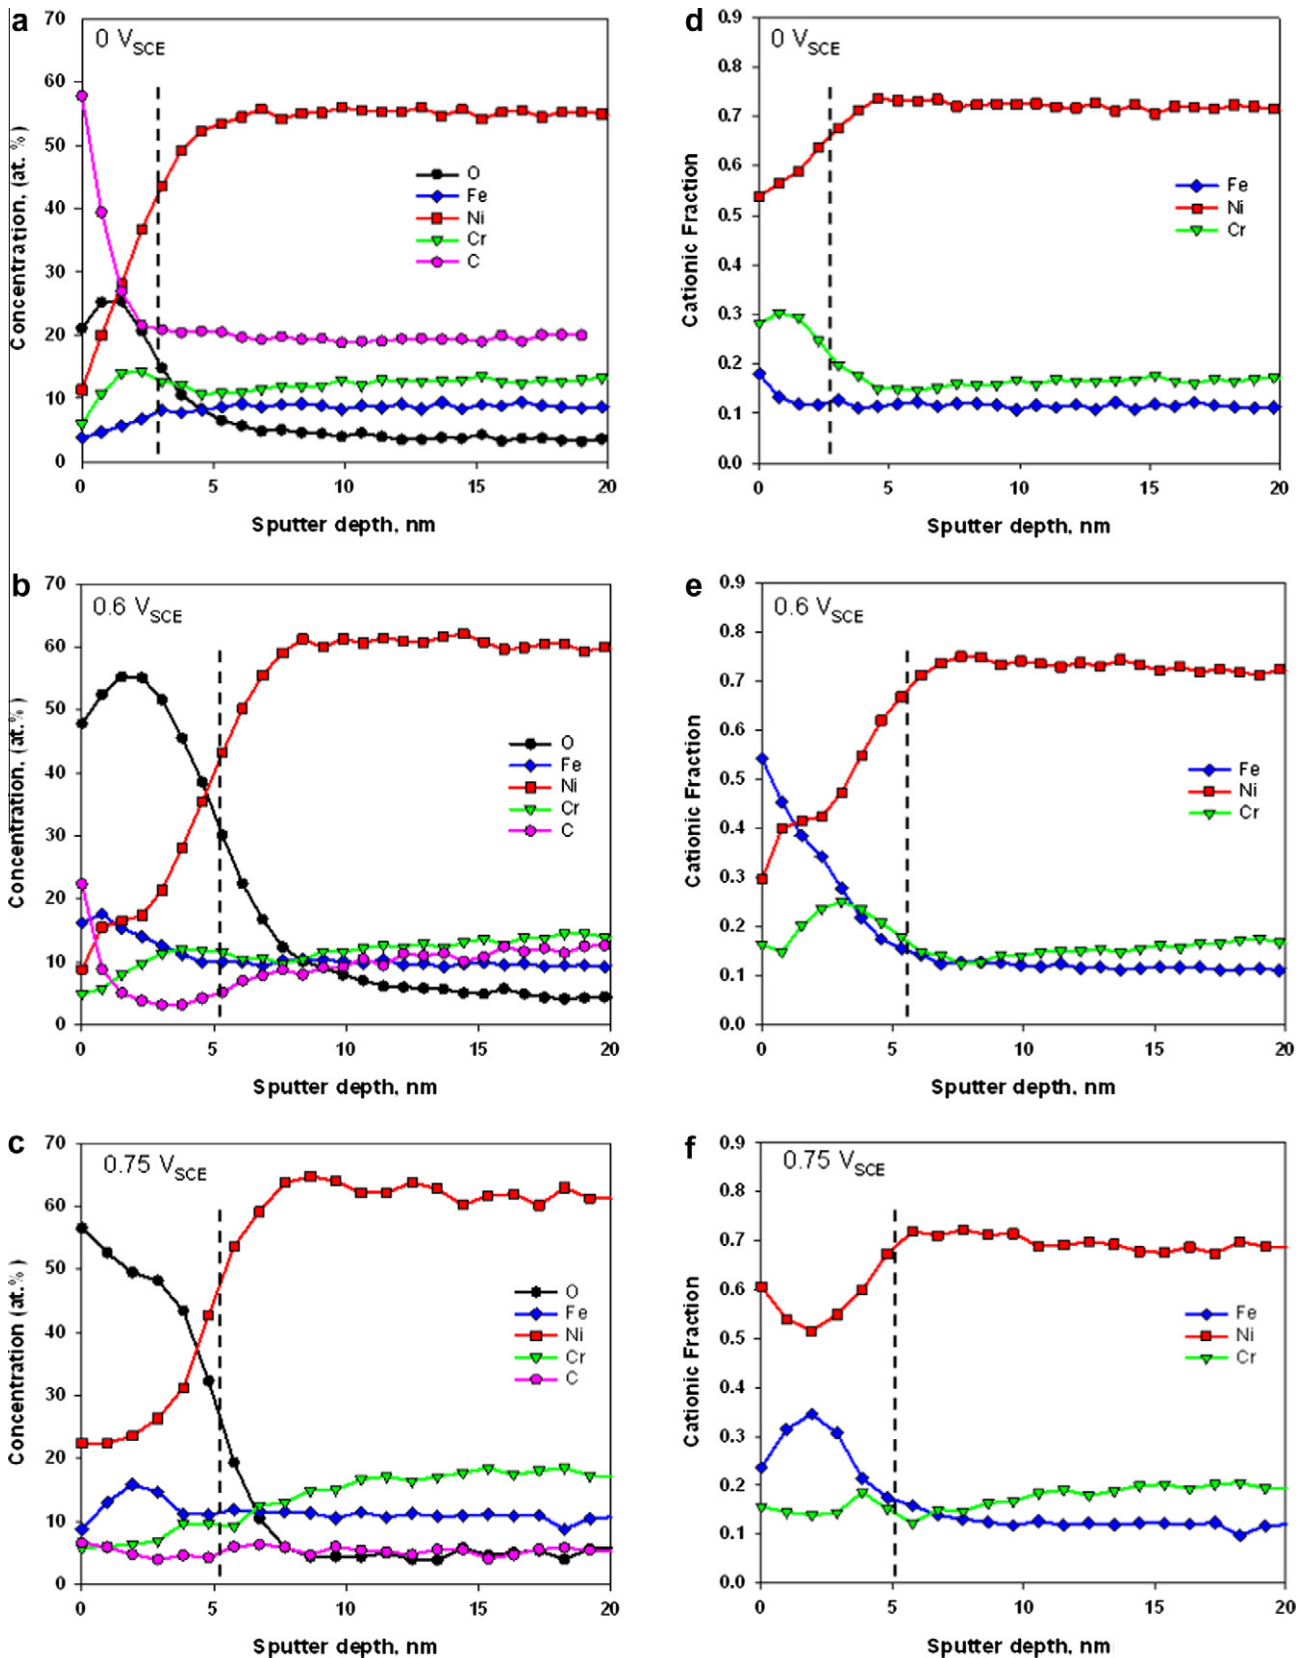 a
70
60
50
40
30
20
10
0
Concentration, (at. %)
0 V_SCE
O
Fe
Ni
Cr
C
0 5 10 15 20
Sputter depth, nm
d
0.9
0.8
0.7
0.6
0.5
0.4
0.3
0.2
0.1
0.0
Cationic Fraction
0 V_SCE
Fe
Ni
Cr
0 5 10 15 20
Sputter depth, nm
b
70
60
50
40
30
20
10
0
Concentration, (at.%)
0.6 V_SCE
O
Fe
Ni
Cr
C
0 5 10 15 20
Sputter depth, nm
e
0.9
0.8
0.7
0.6
0.5
0.4
0.3
0.2
0.1
0.0
Cationic Fraction
0.6 V_SCE
Fe
Ni
Cr
0 5 10 15 20
Sputter depth, nm
c
70
60
50
40
30
20
10
0
Concentration (at.%)
0.75 V_SCE
O
Fe
Ni
Cr
C
0 5 10 15 20
Sputter depth, nm
f
0.9
0.8
0.7
0.6
0.5
0.4
0.3
0.2
0.1
0.0
Cationic Fraction
0.75 V_SCE
Fe
Ni
Cr
0 5 10 15 20
Sputter depth, nm